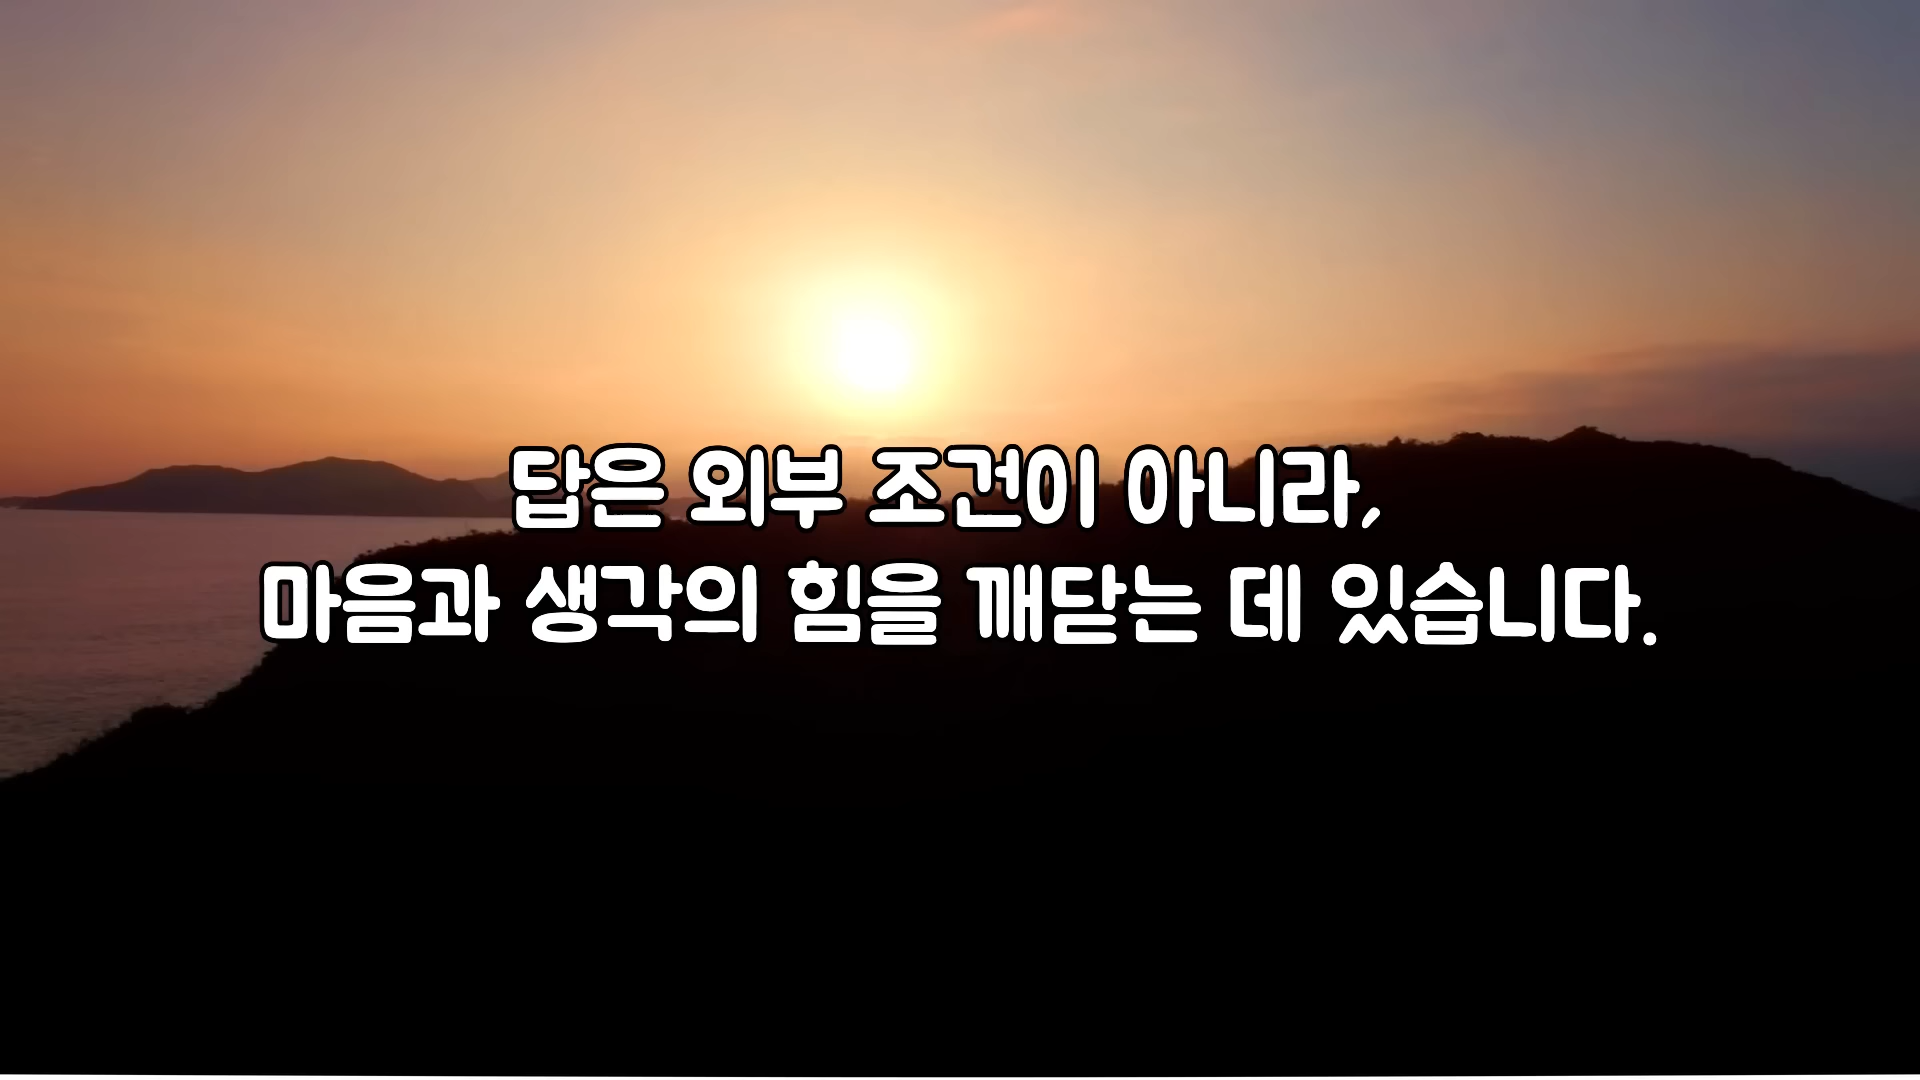 답은 외부 조건이 아니라,
마음과 생각의 힘을 깨닫는 데 있습니다.